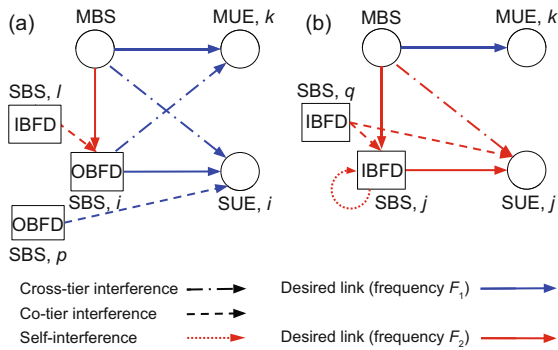 (a)
MBS
MUE, k
SBS, l
IBFD
OBFD
SBS, i
SUE, i
OBFD
SBS, p
(b)
MBS
MUE, k
SBS, q
IBFD
IBFD
SBS, j
SUE, j
Cross-tier interference
Co-tier interference
Self-interference
Desired link (frequency F₁)
Desired link (frequency F₂)